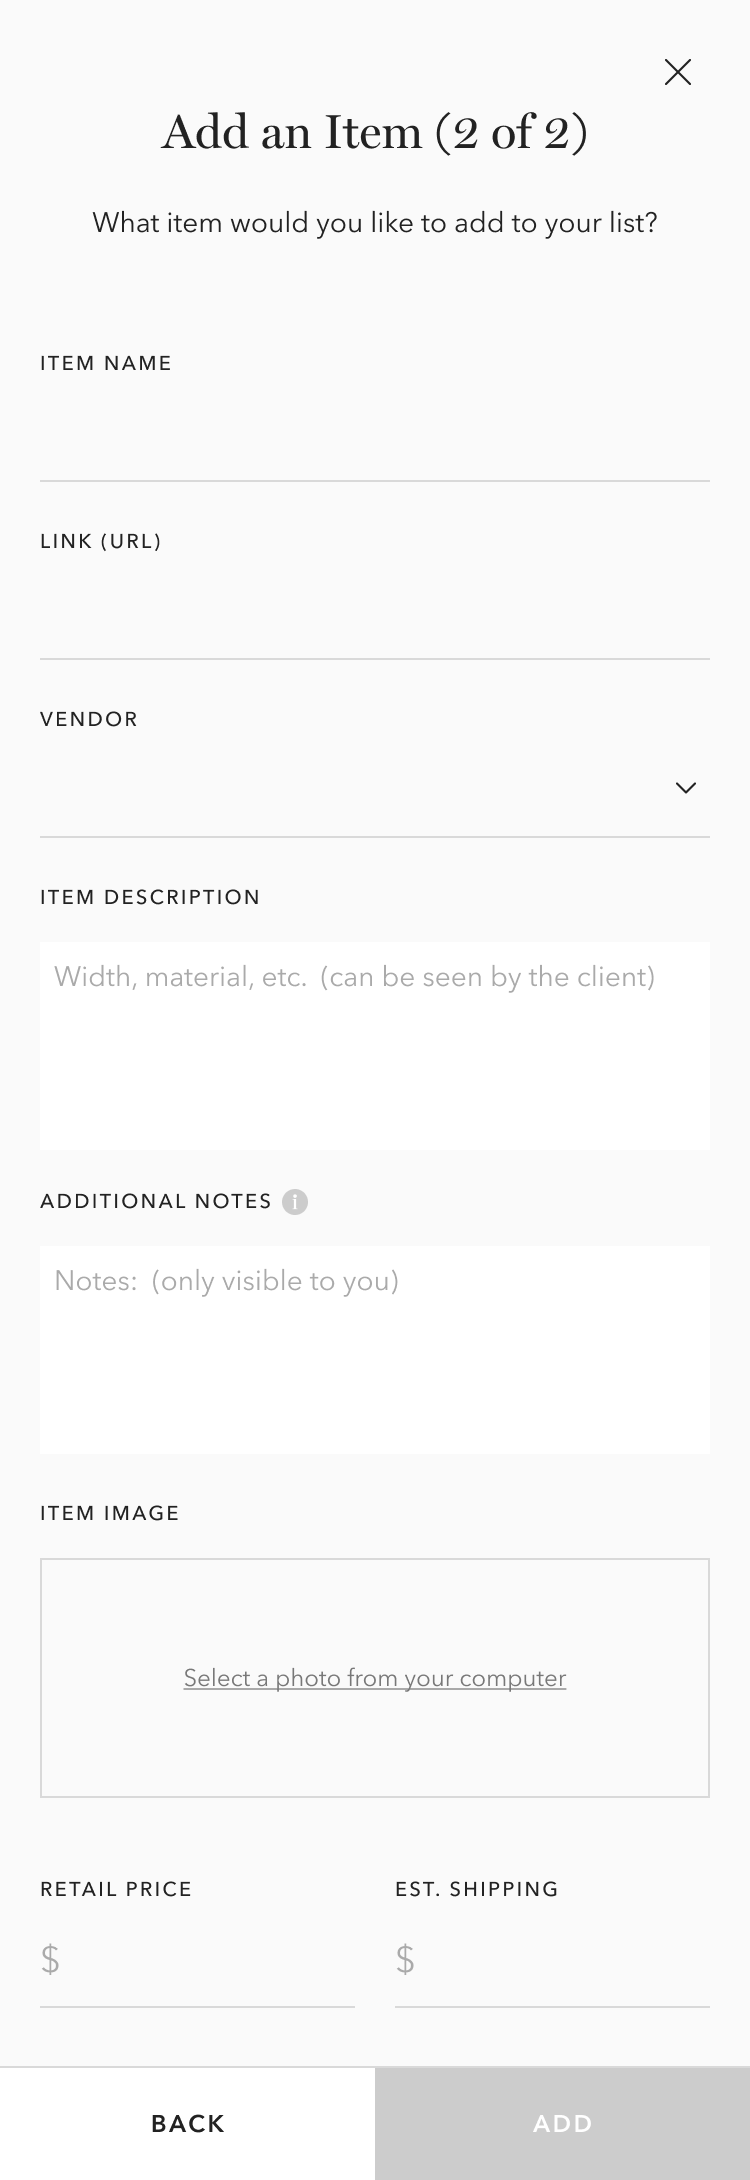 Add an Item (2 of 2)
What item would you like to add to your list?
ITEM NAME
LINK (URL)
VENDOR
ITEM DESCRIPTION
Width, material, etc.  (can be seen by the client)
ADDITIONAL NOTES i
Notes:  (only visible to you)
ITEM IMAGE
Select a photo from your computer
RETAIL PRICE EST. SHIPPING
$ $
BACK ADD